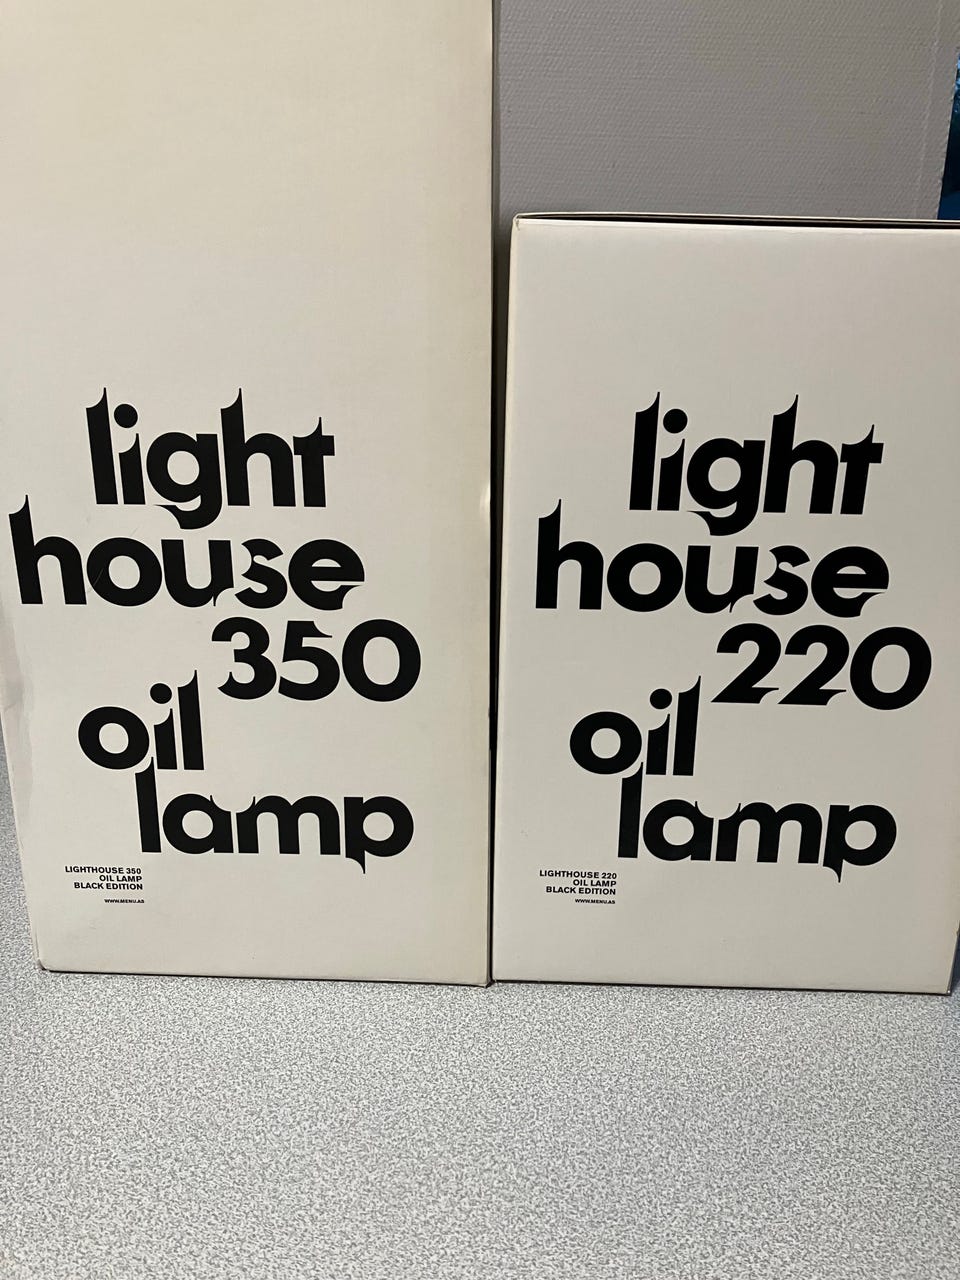 light
house
350
oil
lamp
LIGHTHOUSE 350
OIL LAMP
BLACK EDITION
WWW.MENU.AS
light
house
220
oil
lamp
LIGHTHOUSE 220
OIL LAMP
BLACK EDITION
WWW.MENU.AS